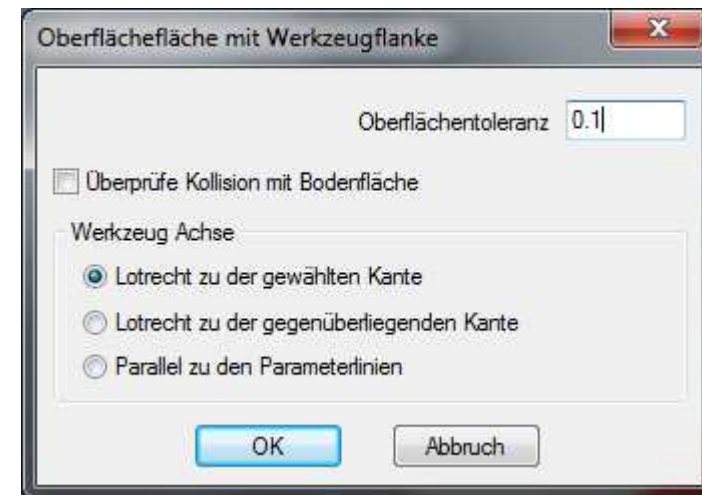 Oberflächefläche mit Werkzeugflanke
Oberflächentoleranz 0.1
Überprüfe Kollision mit Bodenfläche
Werkzeug Achse
Lotrecht zu der gewählten Kante
Lotrecht zu der gegenüberliegenden Kante
Parallel zu den Parameterlinien
OK Abbruch